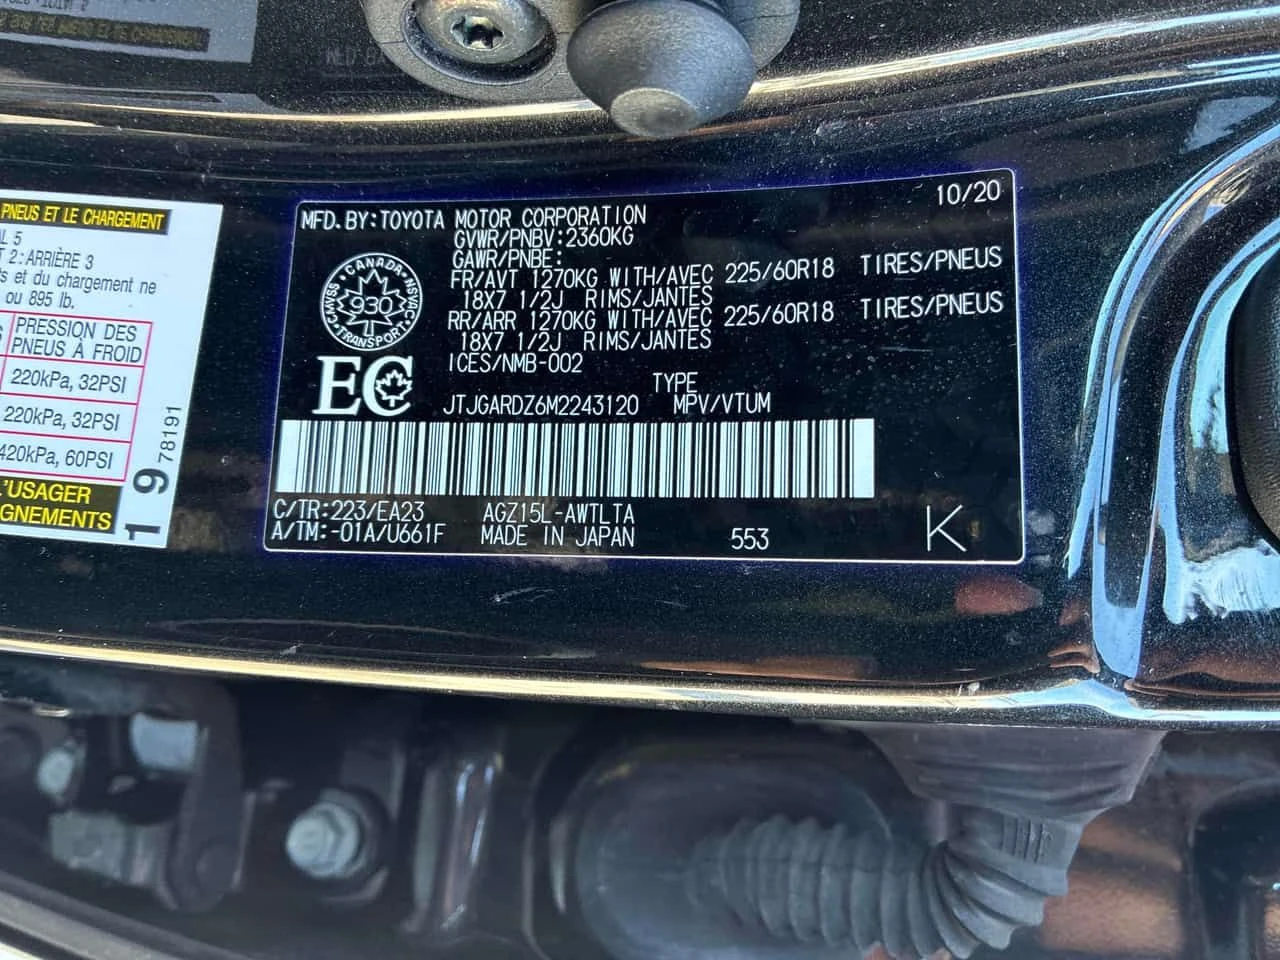 PNEUS ET LE CHARGEMENT
5
2: ARRIÈRE 3
et du chargement ne
ou 895 lb.
PRESSION DES
PNEUS À FROID
220kPa, 32PSI
220kPa, 32PSI
420kPa, 60PSI
L'USAGER
19 78191
10/20
MFD. BY: TOYOTA MOTOR CORPORATION
GVWR/PNBV: 2360KG
GAWR/PNBE:
FR/AVT 1270KG WITH/AVEC 225/60R18 TIRES/PNEUS
18X7 1/2J RIMS/JANTES
RR/ARR 1270KG WITH/AVEC 225/60R18 TIRES/PNEUS
18X7 1/2J RIMS/JANTES
ICES/NMB-002
CANADA
NSVAC
CMVSS
930
TRANSPORT
EC
TYPE
JTJGARDZ6M2243120 MPV/VTUM
C/TR: 223/EA23 AGZ15L-AWTLTA
A/TM: -01A/U661F MADE IN JAPAN 553 K